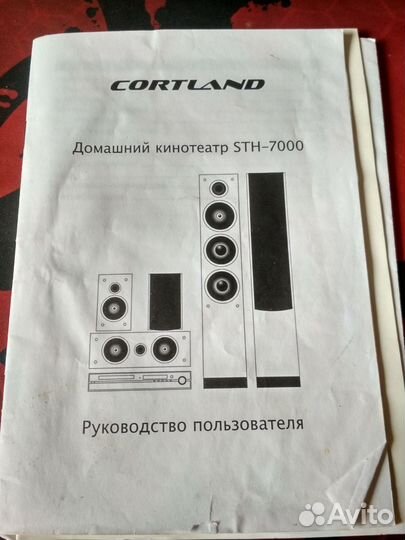 CORTLAND
Домашний кинотеатр STH-7000
Руководство пользователя
Avito